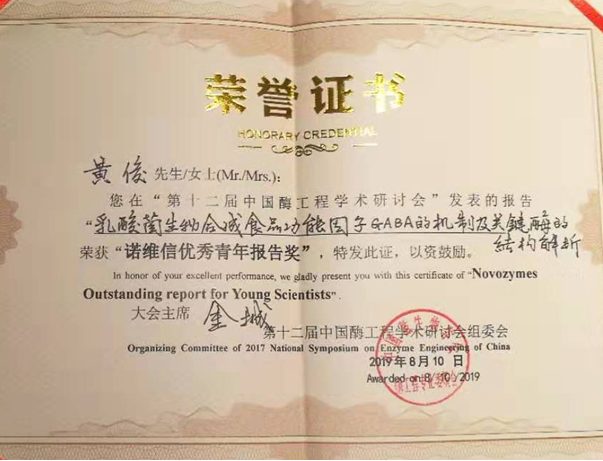 荣誉证书
HONORARY CREDENTIAL
黄俊 先生/女士(Mr./Mrs.):
您在“第十二届中国酶工程学术研讨会”发表的报告
“乳酸菌生物合成食品功能因子GABA的机制及关键酶的
结构解析
荣获“诺维信优秀青年报告奖”，特发此证，以资鼓励。
In honor of your excellent performance, we gladly present you with this certificate of "Novozymes
Outstanding report for Young Scientists".
大会主席 金城
第十二届中国酶工程学术研讨会组委会
Organizing Committee of 2017 National Symposium on Enzyme Engineering of China
2019年8月10日
Awarded on 8/10/2019